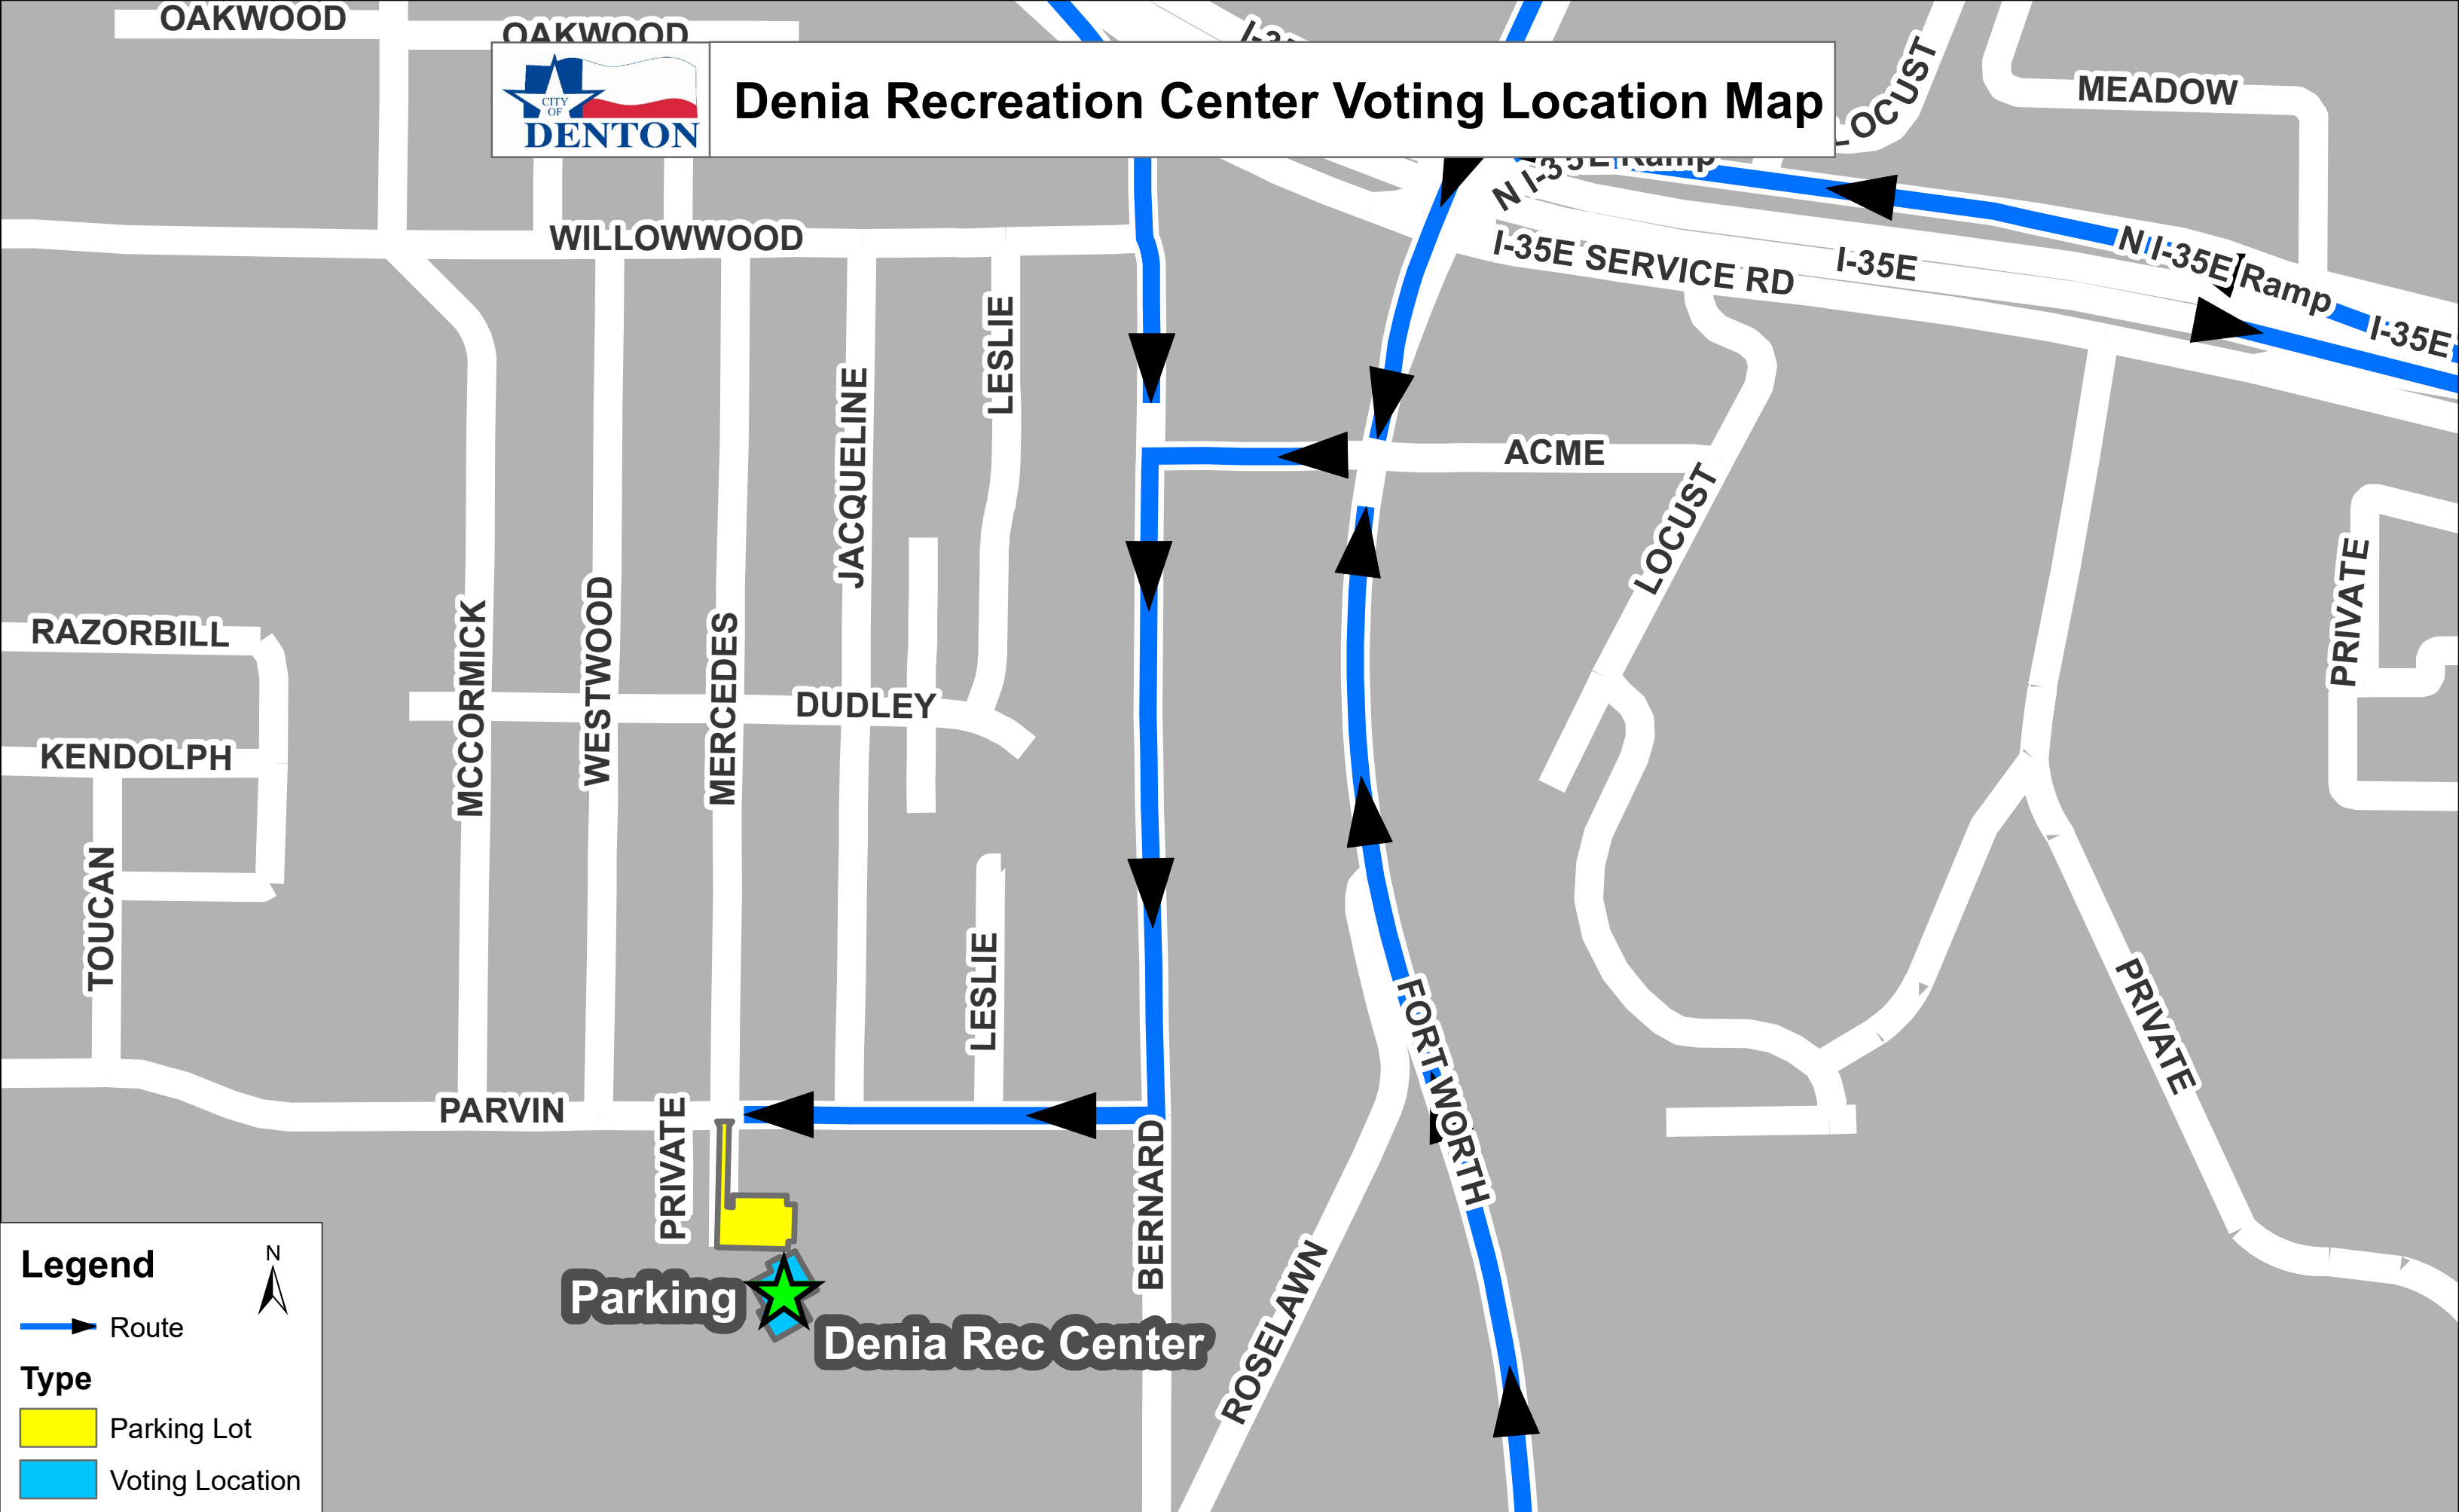 OAKWOOD
OAKWOOD
CITY
OF
DENTON
Denia Recreation Center Voting Location Map
LOCUST
MEADOW
WILLOWWOOD
N I-35E Ramp
I-35E SERVICE RD
I-35E
N I-35E Ramp
I-35E
LESLIE
JACQUELINE
ACME
LOCUST
PRIVATE
RAZORBILL
MCCORMICK
WESTWOOD
MERCEDES
DUDLEY
KENDOLPH
TOUCAN
LESLIE
FORT WORTH
PRIVATE
PARVIN
PRIVATE
BERNARD
ROSELAWN
Parking
Denia Rec Center
Legend
N
Route
Type
Parking Lot
Voting Location